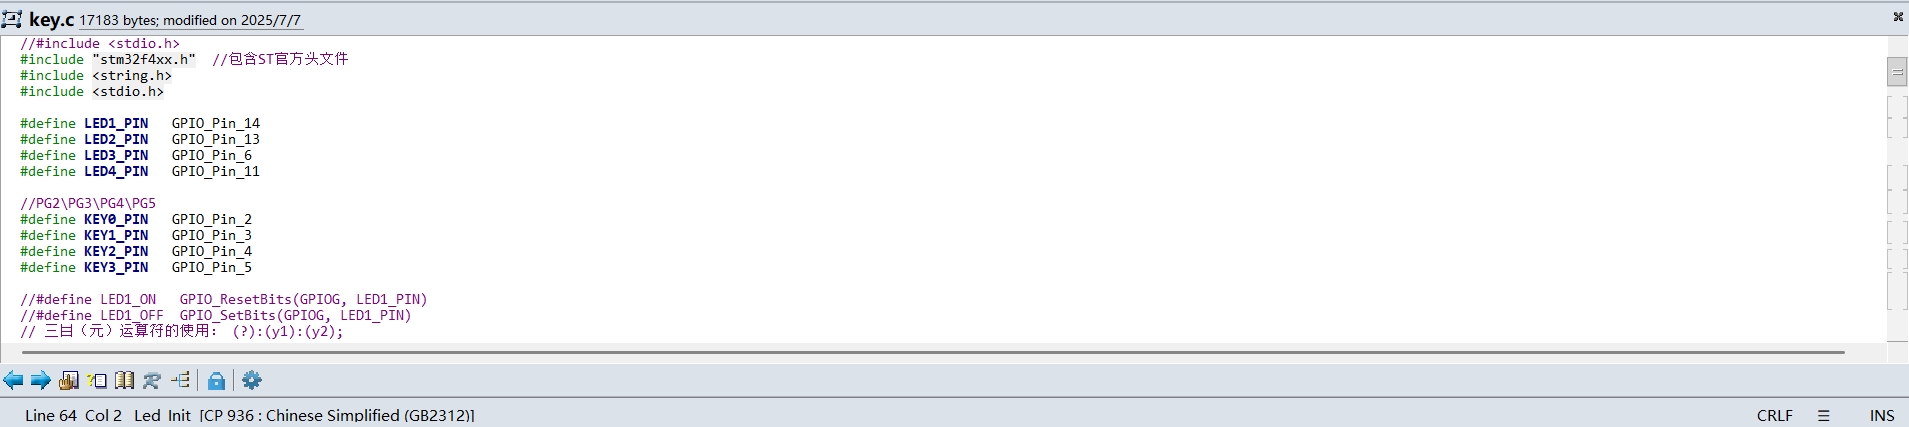 key.c 17183 bytes; modified on 2025/7/7
//#include <stdio.h>
#include "stm32f4xx.h"  //包含ST官方头文件
#include <string.h>
#include <stdio.h>
#define LED1_PIN   GPIO_Pin_14
#define LED2_PIN   GPIO_Pin_13
#define LED3_PIN   GPIO_Pin_6
#define LED4_PIN   GPIO_Pin_11
//PG2\PG3\PG4\PG5
#define KEY0_PIN   GPIO_Pin_2
#define KEY1_PIN   GPIO_Pin_3
#define KEY2_PIN   GPIO_Pin_4
#define KEY3_PIN   GPIO_Pin_5
//#define LED1_ON   GPIO_ResetBits(GPIOG, LED1_PIN)
//#define LED1_OFF  GPIO_SetBits(GPIOG, LED1_PIN)
// 三目（元）运算符的使用： (?):(y1):(y2);
Line 64  Col 2   Led_Init  [CP 936 : Chinese Simplified (GB2312)]
CRLF ☰ INS